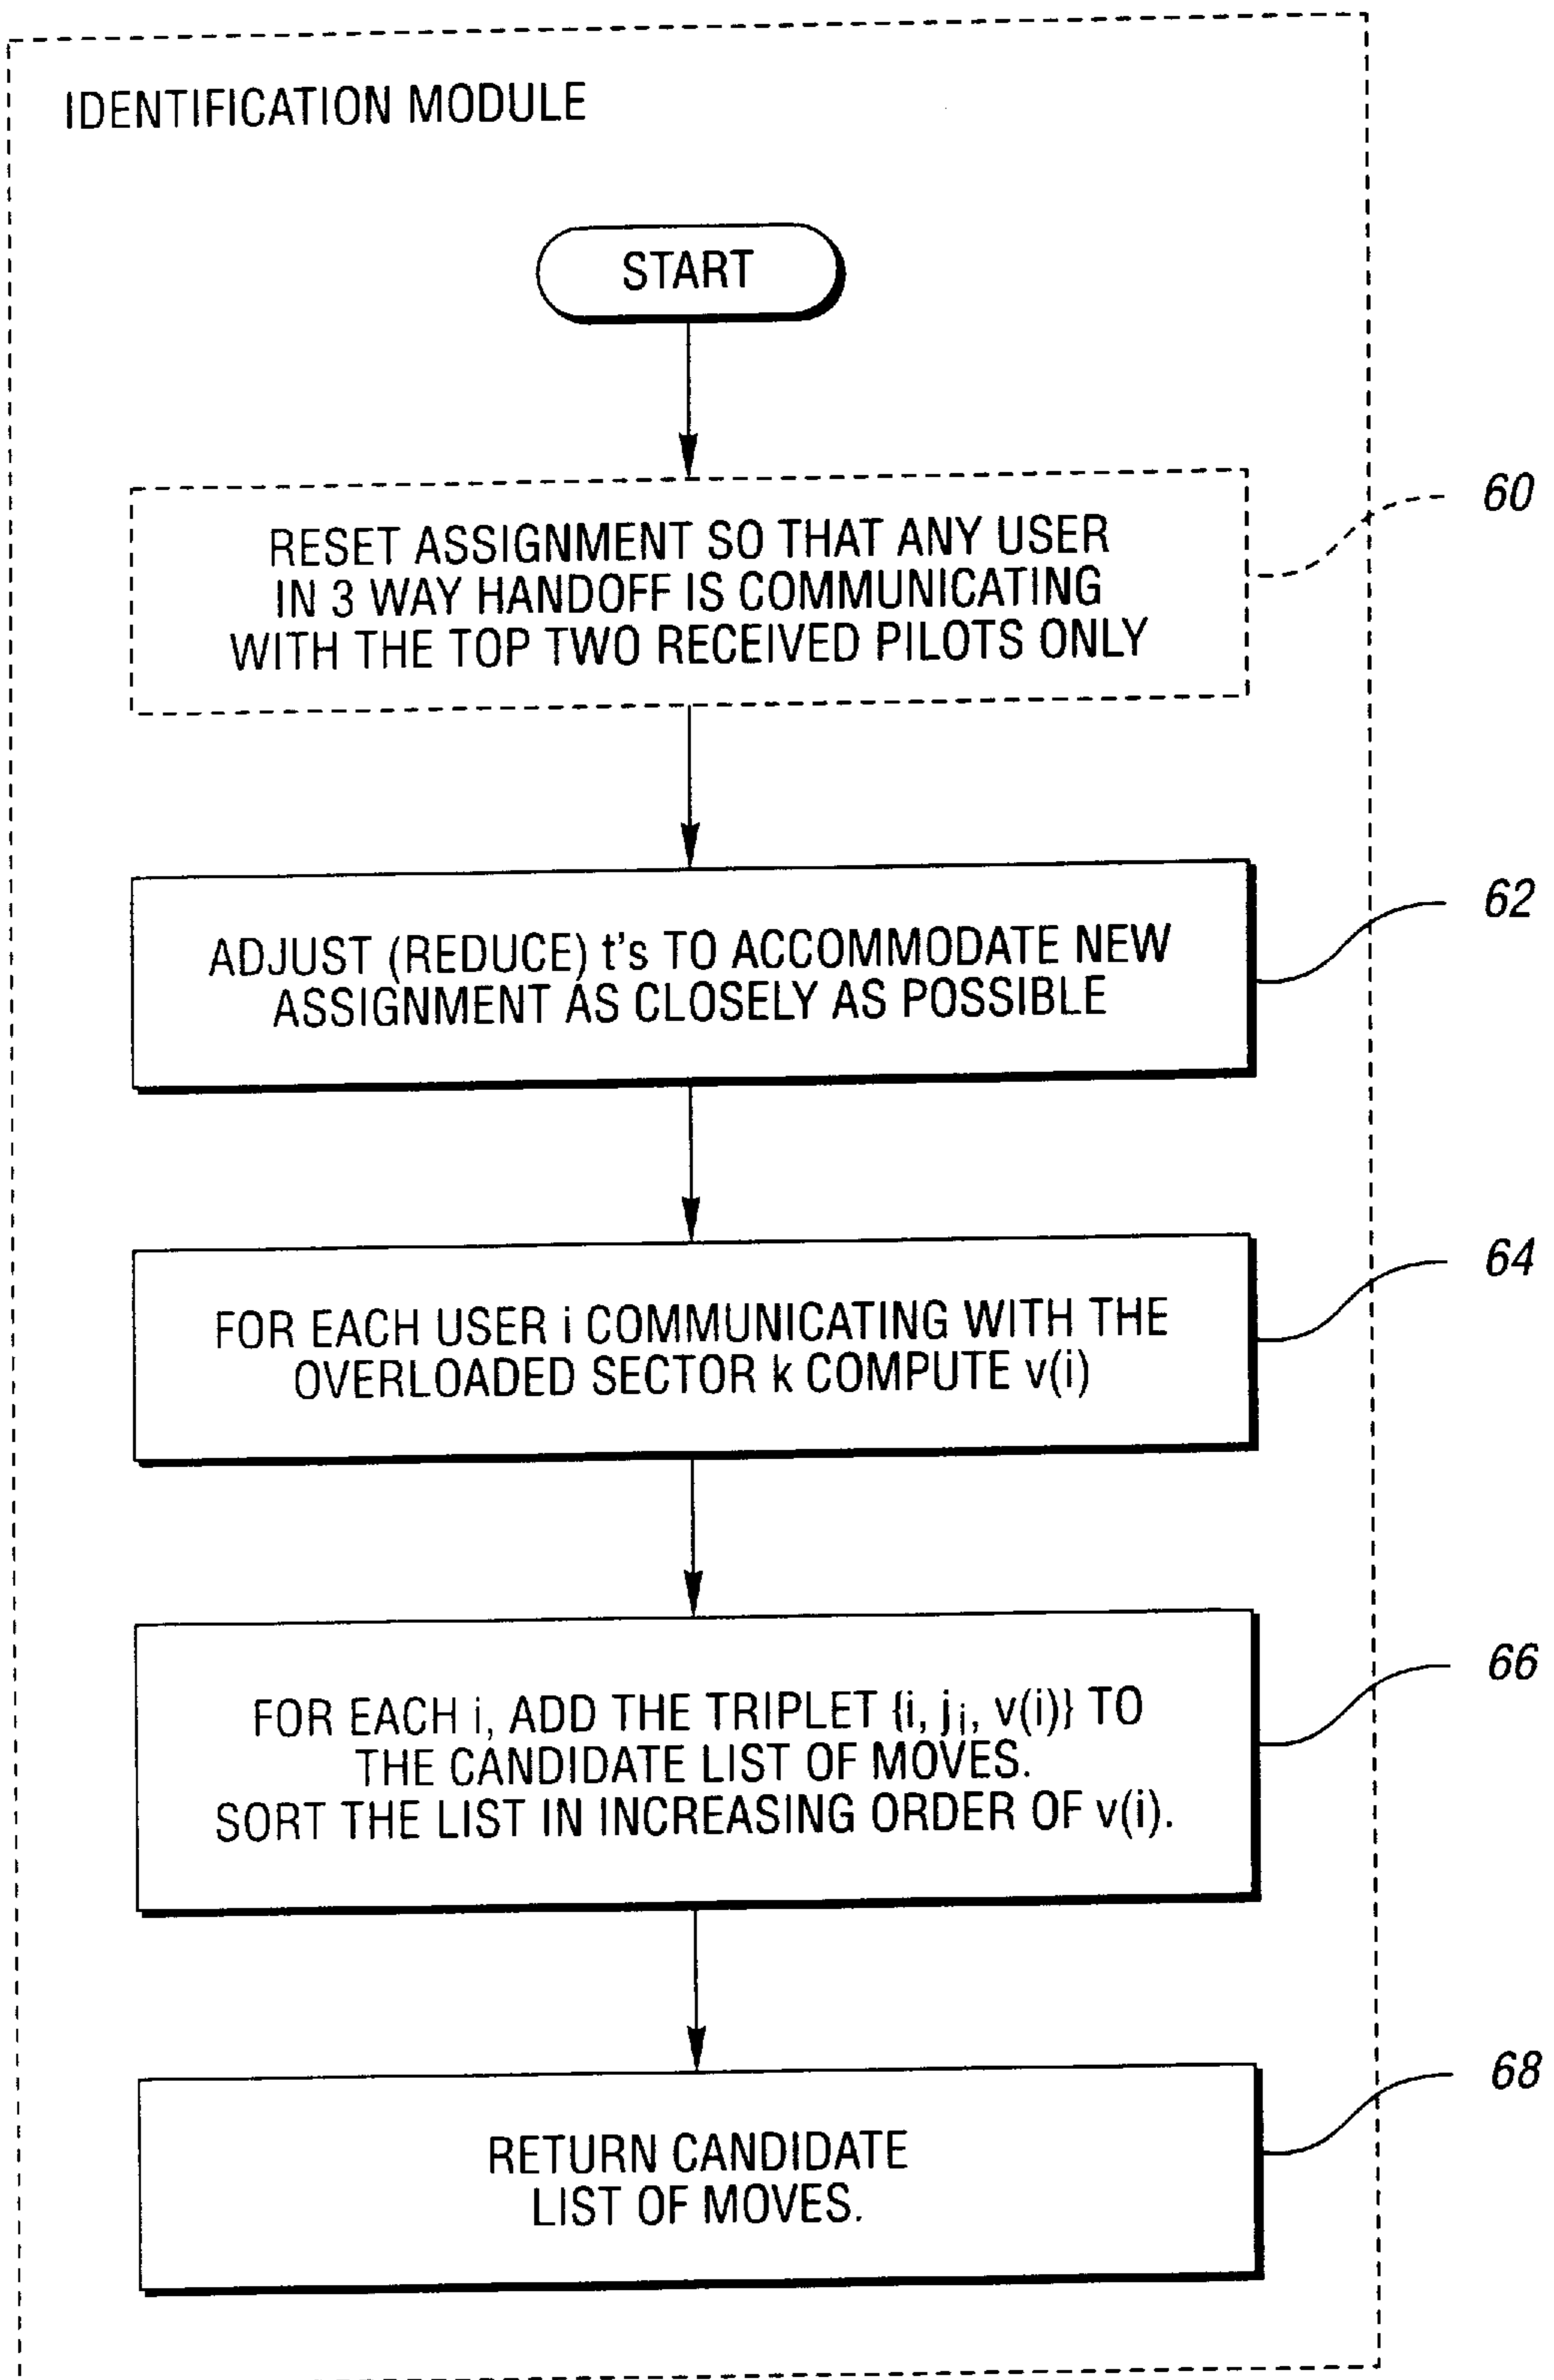 IDENTIFICATION MODULE
START
RESET ASSIGNMENT SO THAT ANY USER
IN 3 WAY HANDOFF IS COMMUNICATING
WITH THE TOP TWO RECEIVED PILOTS ONLY
60
ADJUST (REDUCE) t's TO ACCOMMODATE NEW
ASSIGNMENT AS CLOSELY AS POSSIBLE
62
FOR EACH USER i COMMUNICATING WITH THE
OVERLOADED SECTOR k COMPUTE v(i)
64
FOR EACH i, ADD THE TRIPLET {i, jᵢ, v(i)} TO
THE CANDIDATE LIST OF MOVES.
SORT THE LIST IN INCREASING ORDER OF v(i).
66
RETURN CANDIDATE
LIST OF MOVES.
68